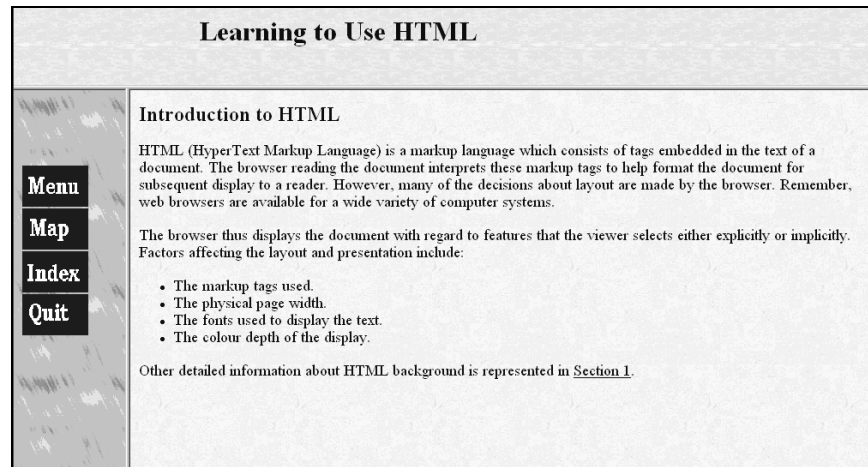 Learning to Use HTML
Menu
Map
Index
Quit
Introduction to HTML
HTML (HyperText Markup Language) is a markup language which consists of tags embedded in the text of a
document. The browser reading the document interprets these markup tags to help format the document for
subsequent display to a reader. However, many of the decisions about layout are made by the browser. Remember,
web browsers are available for a wide variety of computer systems.
The browser thus displays the document with regard to features that the viewer selects either explicitly or implicitly.
Factors affecting the layout and presentation include:
• The markup tags used.
• The physical page width.
• The fonts used to display the text.
• The colour depth of the display.
Other detailed information about HTML background is represented in Section 1.